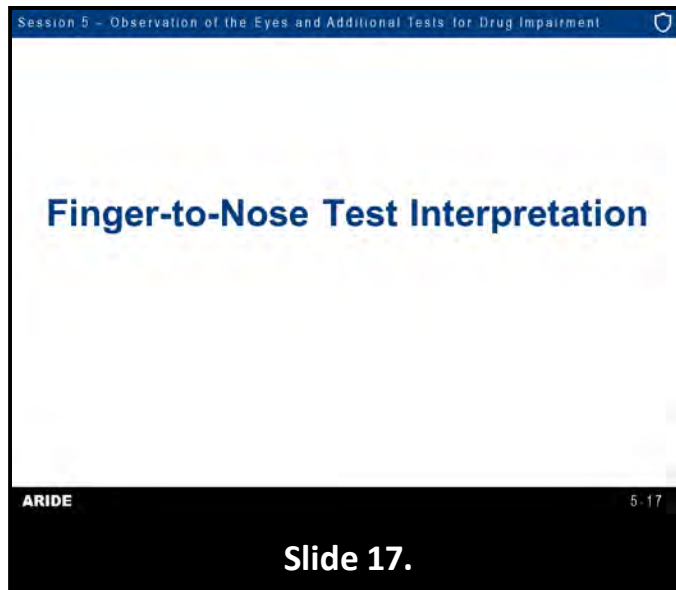 Session 5 – Observation of the Eyes and Additional Tests for Drug Impairment
Finger-to-Nose Test Interpretation
ARIDE
5-17
Slide 17.